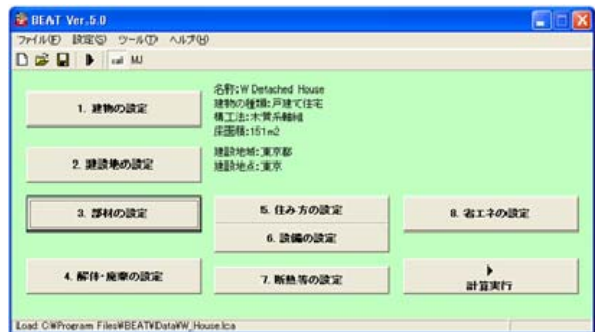 BEAT Ver.5.0
ファイル(F) 設定(S) ツール(T) ヘルプ(H)
cal MJ
1. 建物の設定
名称:W Detached House
建物の種類:戸建て住宅
構工法:木質系軸組
床面積:151m2
2. 建設地の設定
建設地域:東京都
建設地点:東京
3. 部材の設定
5. 住み方の設定
8. 省エネの設定
6. 設備の設定
4. 解体・廃棄の設定
7. 断熱等の設定
計算実行
Load: C:¥Program Files¥BEAT¥Data¥W_House.lca